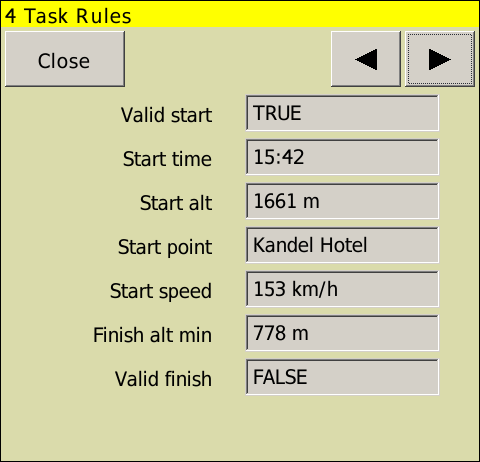 4 Task Rules
Close
Valid start TRUE
Start time 15:42
Start alt 1661 m
Start point Kandel Hotel
Start speed 153 km/h
Finish alt min 778 m
Valid finish FALSE